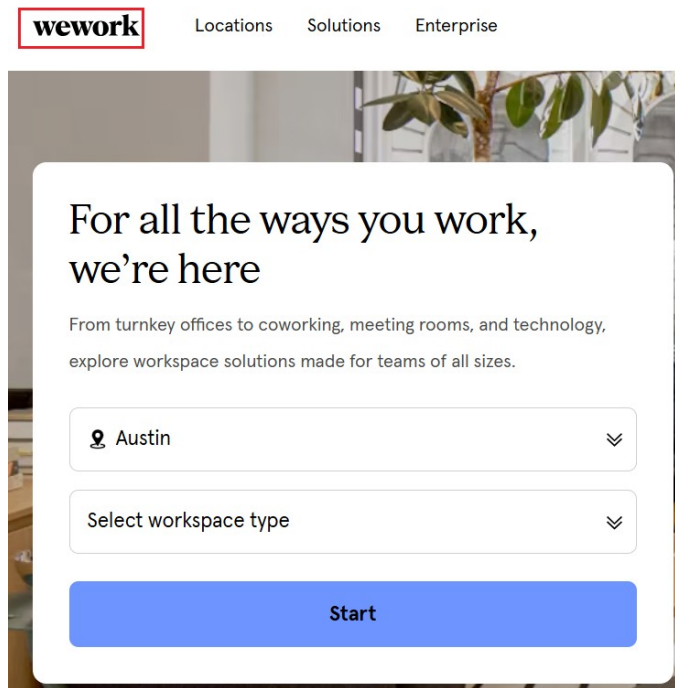 wework
Locations
Solutions
Enterprise
For all the ways you work,
we’re here
From turnkey offices to coworking, meeting rooms, and technology,
explore workspace solutions made for teams of all sizes.
Austin
Select workspace type
Start